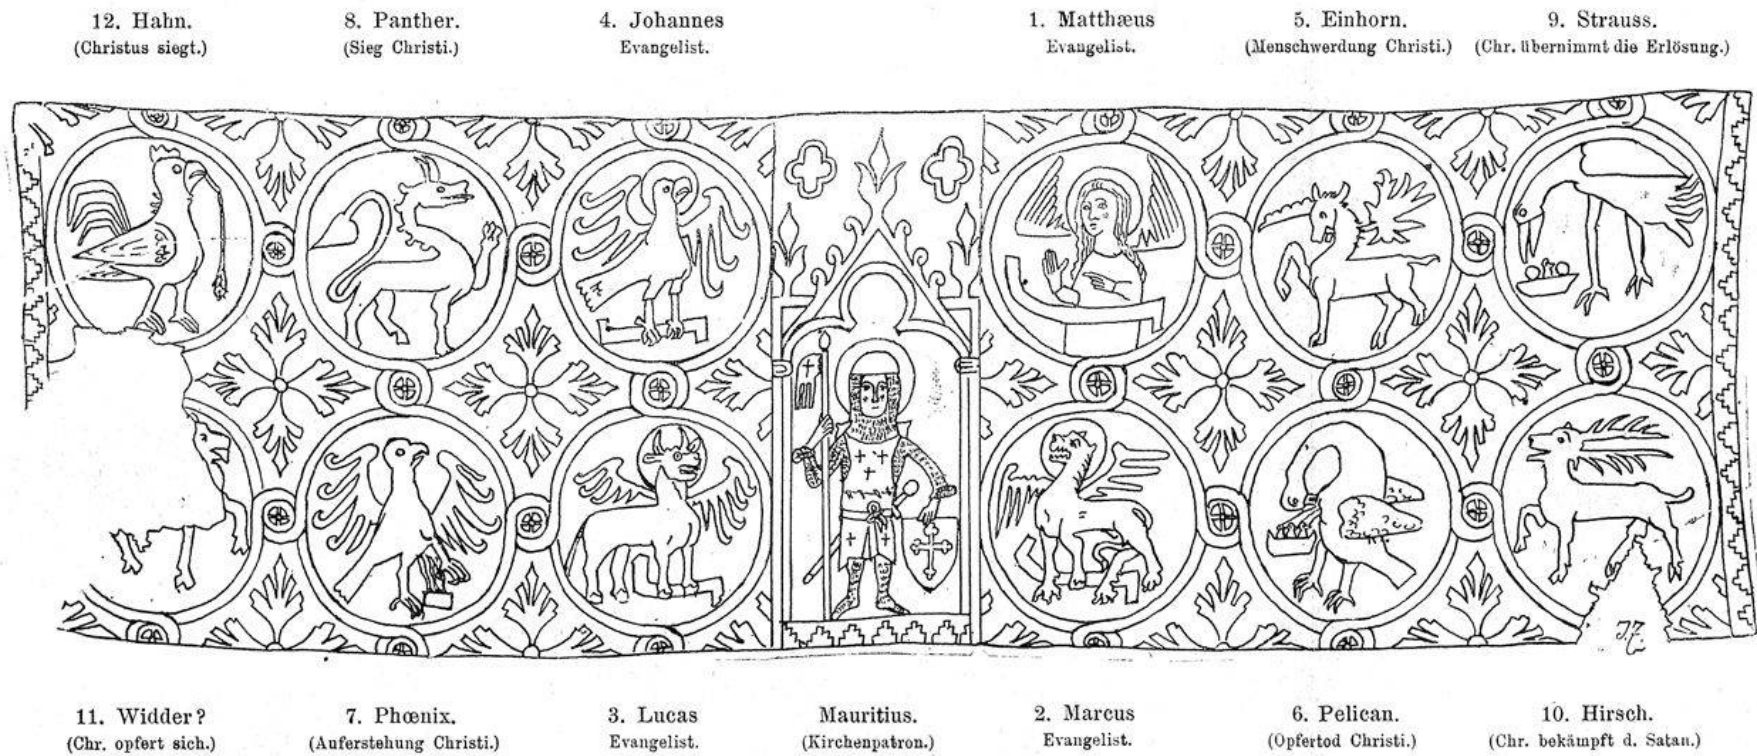 12. Hahn.
(Christus siegt.)
8. Panther.
(Sieg Christi.)
4. Johannes
Evangelist.
1. Matthæus
Evangelist.
5. Einhorn.
(Menschwerdung Christi.)
9. Strauss.
(Chr. übernimmt die Erlösung.)
11. Widder?
(Chr. opfert sich.)
7. Phœnix.
(Auferstehung Christi.)
3. Lucas
Evangelist.
Mauritius.
(Kirchenpatron.)
2. Marcus
Evangelist.
6. Pelican.
(Opfertod Christi.)
10. Hirsch.
(Chr. bekämpft d. Satan.)